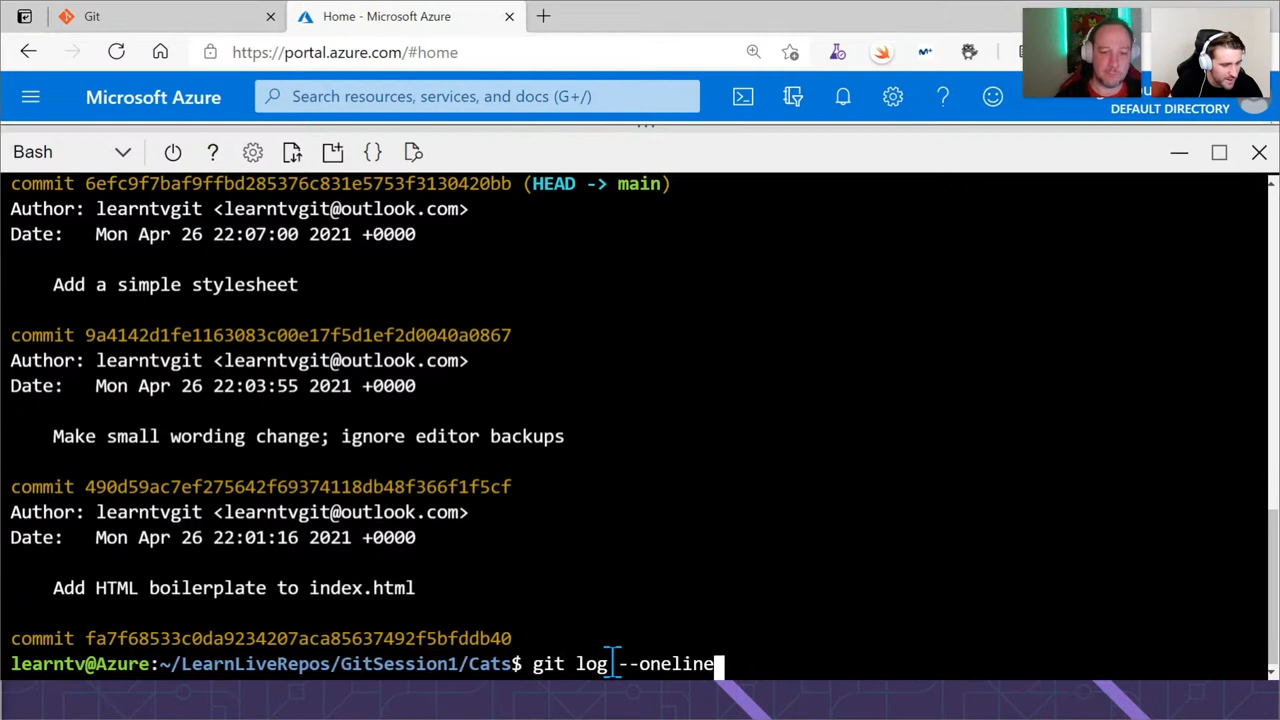 Git
Home - Microsoft Azure
https://portal.azure.com/#home
Microsoft Azure
Search resources, services, and docs (G+/)
DEFAULT DIRECTORY
Bash
commit 6efc9f7baf9ffbd285376c831e5753f3130420bb (HEAD -> main)
Author: learntvgit <learntvgit@outlook.com>
Date: Mon Apr 26 22:07:00 2021 +0000
Add a simple stylesheet
commit 9a4142d1fe1163083c00e17f5d1ef2d0040a0867
Author: learntvgit <learntvgit@outlook.com>
Date: Mon Apr 26 22:03:55 2021 +0000
Make small wording change; ignore editor backups
commit 490d59ac7ef275642f69374118db48f366f1f5cf
Author: learntvgit <learntvgit@outlook.com>
Date: Mon Apr 26 22:01:16 2021 +0000
Add HTML boilerplate to index.html
commit fa7f68533c0da9234207aca85637492f5bfddb40
learntv@Azure:~/LearnLiveRepos/GitSession1/Cats$ git log --oneline